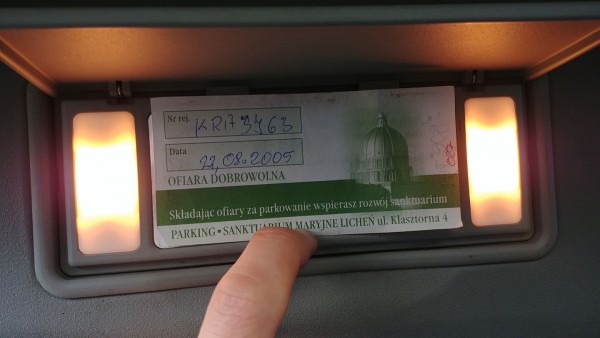 Nr rej.
KR17 3463
Data
22,08.2005
OFIARA DOBROWOLNA
Składając ofiary za parkowanie wspierasz rozwój sanktuarium
PARKING • SANKTUARIUM MARYJNE LICHEŃ ul. Klasztorna 4